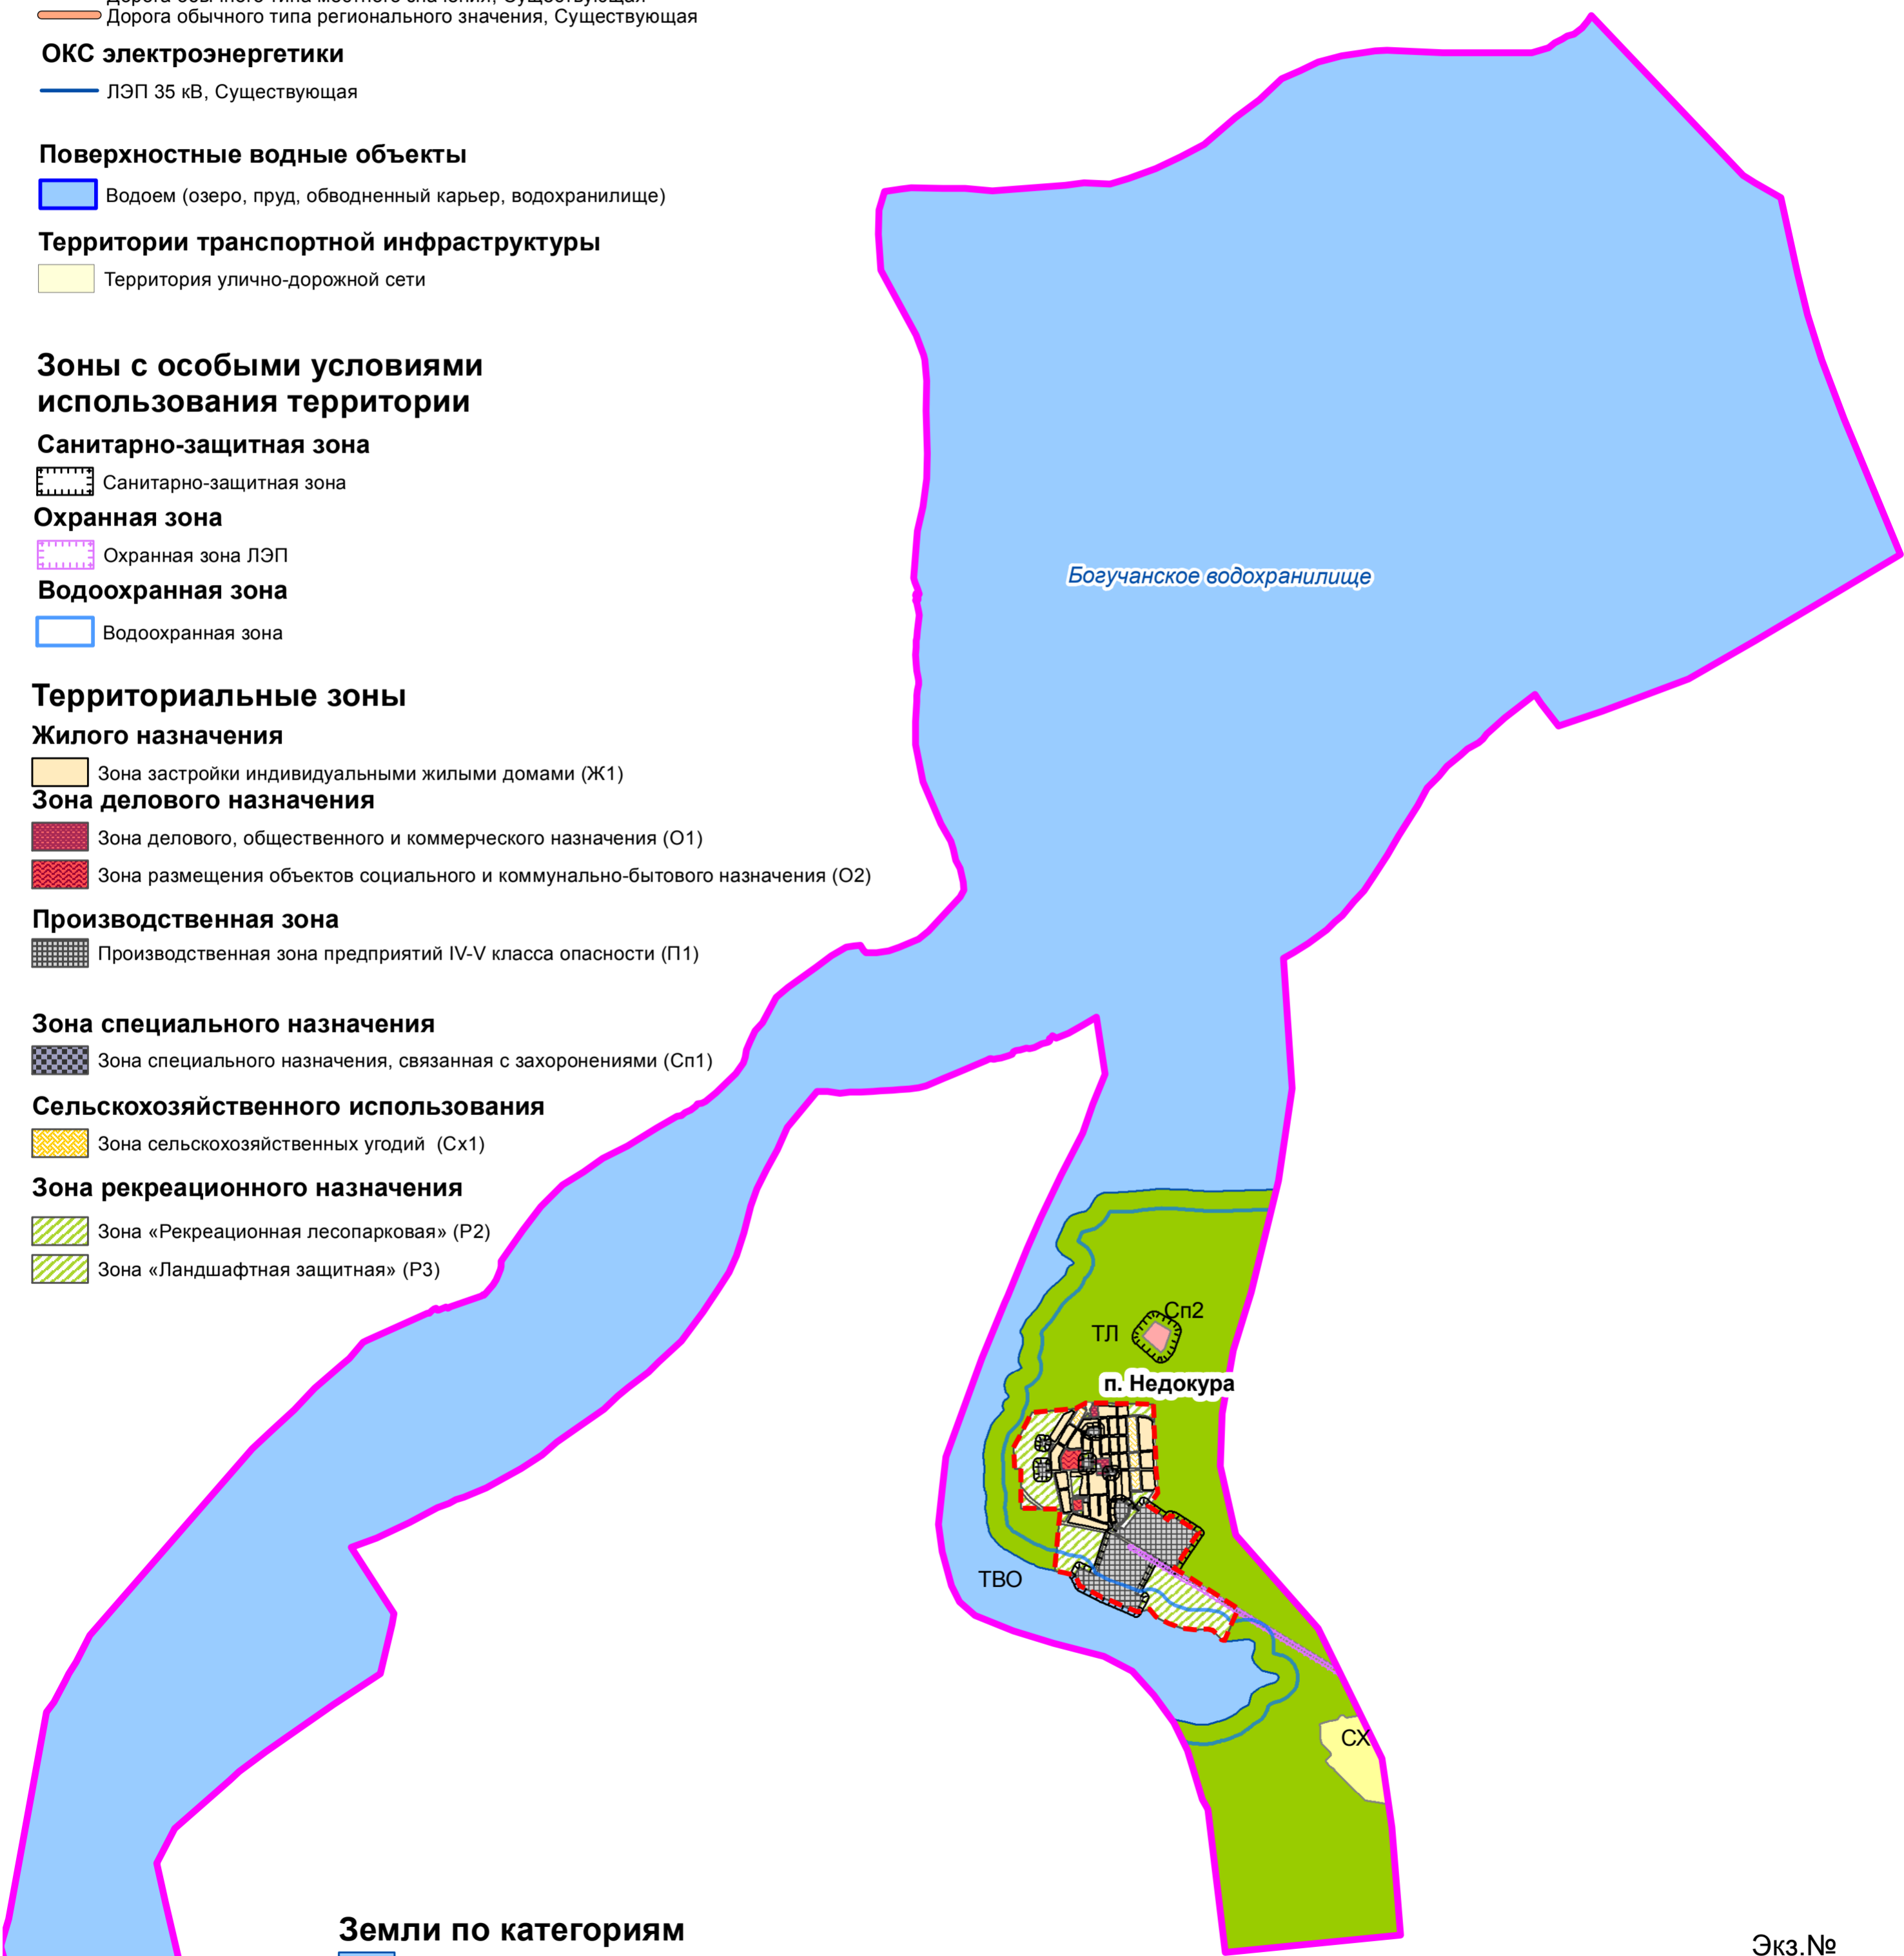 Дорога обычного типа местного значения, Существующая
Дорога обычного типа регионального значения, Существующая
ОКС электроэнергетики
ЛЭП 35 кВ, Существующая
Поверхностные водные объекты
Водоем (озеро, пруд, обводненный карьер, водохранилище)
Территории транспортной инфраструктуры
Территория улично-дорожной сети
Зоны с особыми условиями
использования территории
Санитарно-защитная зона
Санитарно-защитная зона
Охранная зона
Охранная зона ЛЭП
Водоохранная зона
Водоохранная зона
Территориальные зоны
Жилого назначения
Зона застройки индивидуальными жилыми домами (Ж1)
Зона делового назначения
Зона делового, общественного и коммерческого назначения (О1)
Зона размещения объектов социального и коммунально-бытового назначения (О2)
Производственная зона
Производственная зона предприятий IV-V класса опасности (П1)
Зона специального назначения
Зона специального назначения, связанная с захоронениями (Сп1)
Сельскохозяйственного использования
Зона сельскохозяйственных угодий (Сх1)
Зона рекреационного назначения
Зона «Рекреационная лесопарковая» (Р2)
Зона «Ландшафтная защитная» (Р3)
Богучанское водохранилище
Сп2
ТЛ
п. Недокура
ТВО
СХ
Земли по категориям
Экз.№